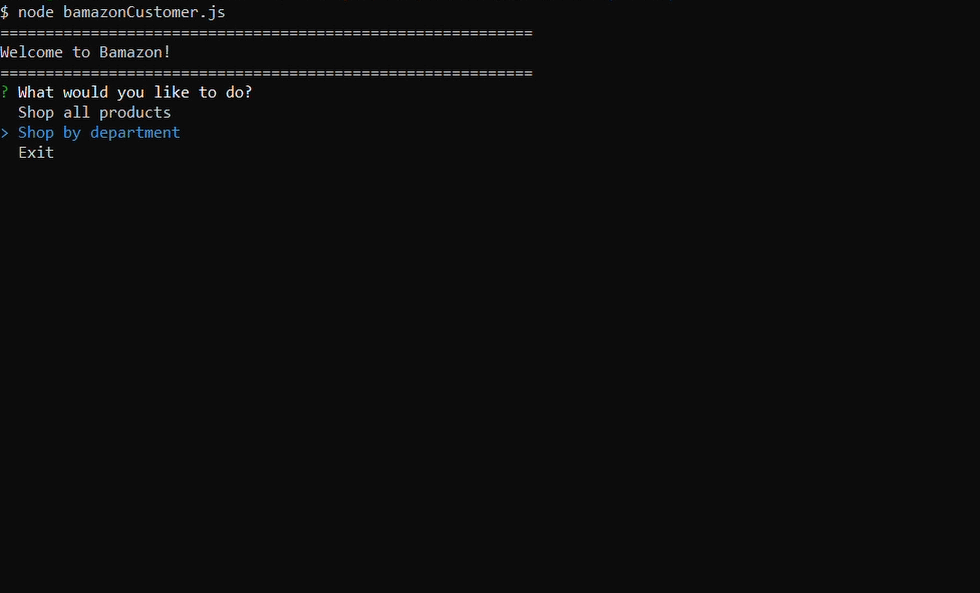 $ node bamazonCustomer.js
===========================================================
Welcome to Bamazon!
===========================================================
? What would you like to do?
  Shop all products
> Shop by department
  Exit